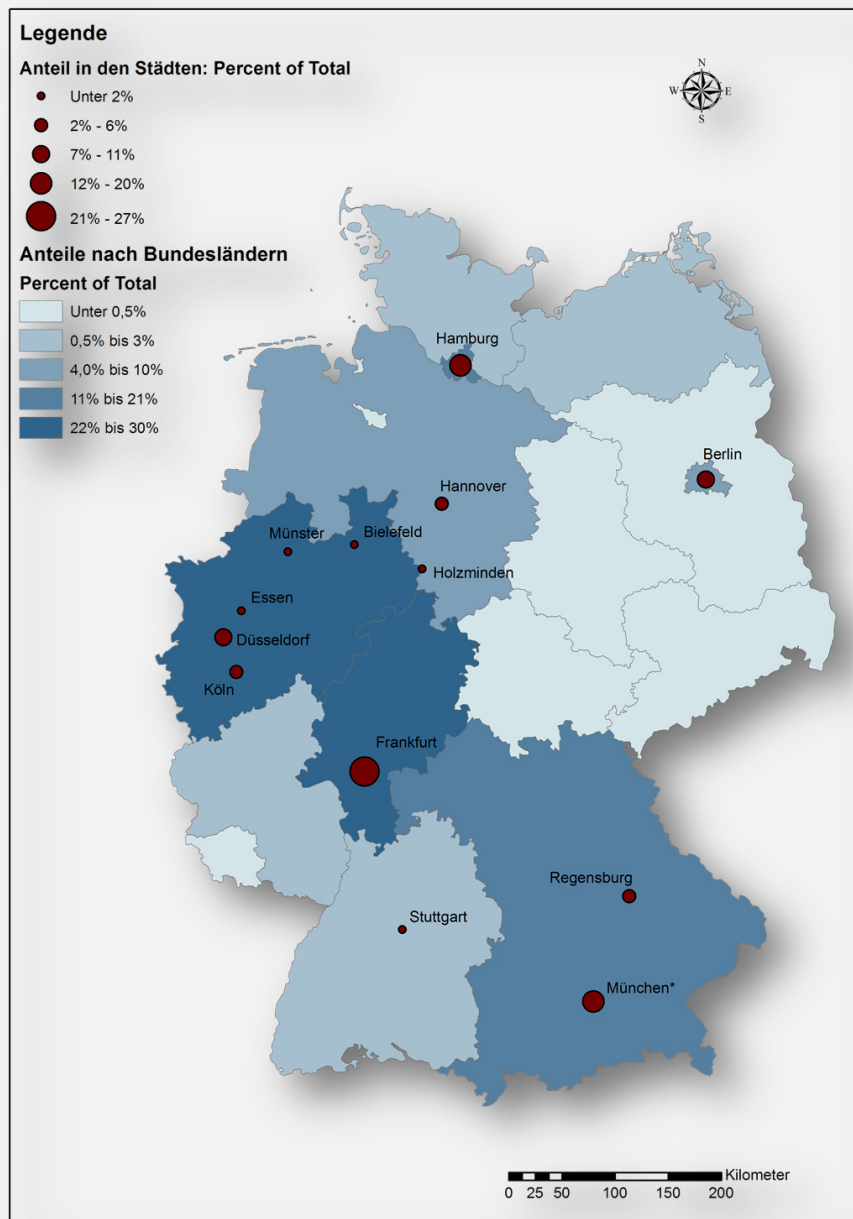 Legende
Anteil in den Städten: Percent of Total
Unter 2%
2% - 6%
7% - 11%
12% - 20%
21% - 27%
Anteile nach Bundesländern
Percent of Total
Unter 0,5%
0,5% bis 3%
4,0% bis 10%
11% bis 21%
22% bis 30%
N
W E
S
Hamburg
Berlin
Hannover
Münster
Bielefeld
Holzminden
Essen
Düsseldorf
Köln
Frankfurt
Regensburg
Stuttgart
München*
Kilometer
0 25 50 100 150 200